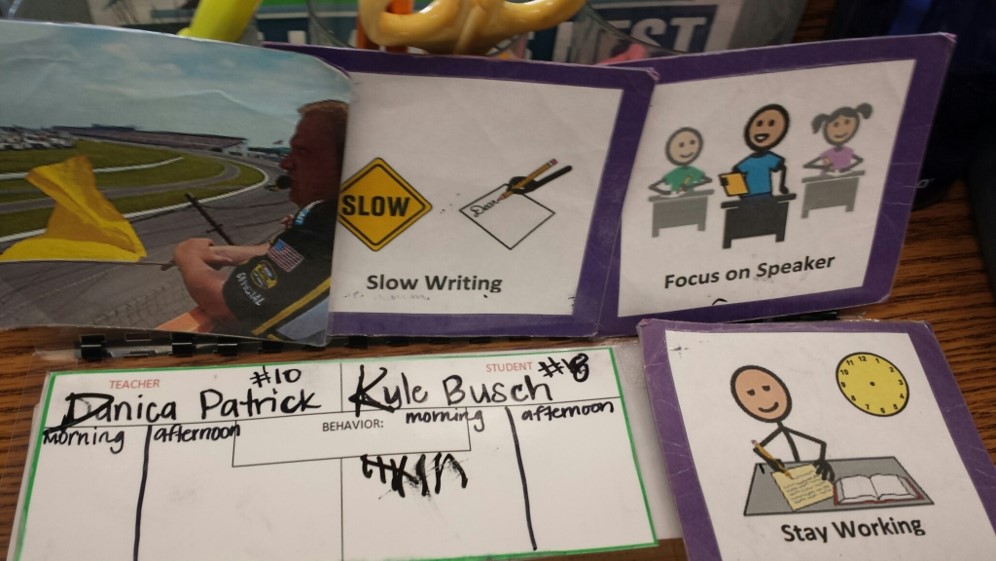 EST
OFFICIAL
SLOW
Slow Writing
Focus on Speaker
TEACHER
#10
Danica Patrick
morning
afternoon
STUDENT
#18
Kyle Busch
morning
afternoon
BEHAVIOR:
Stay Working